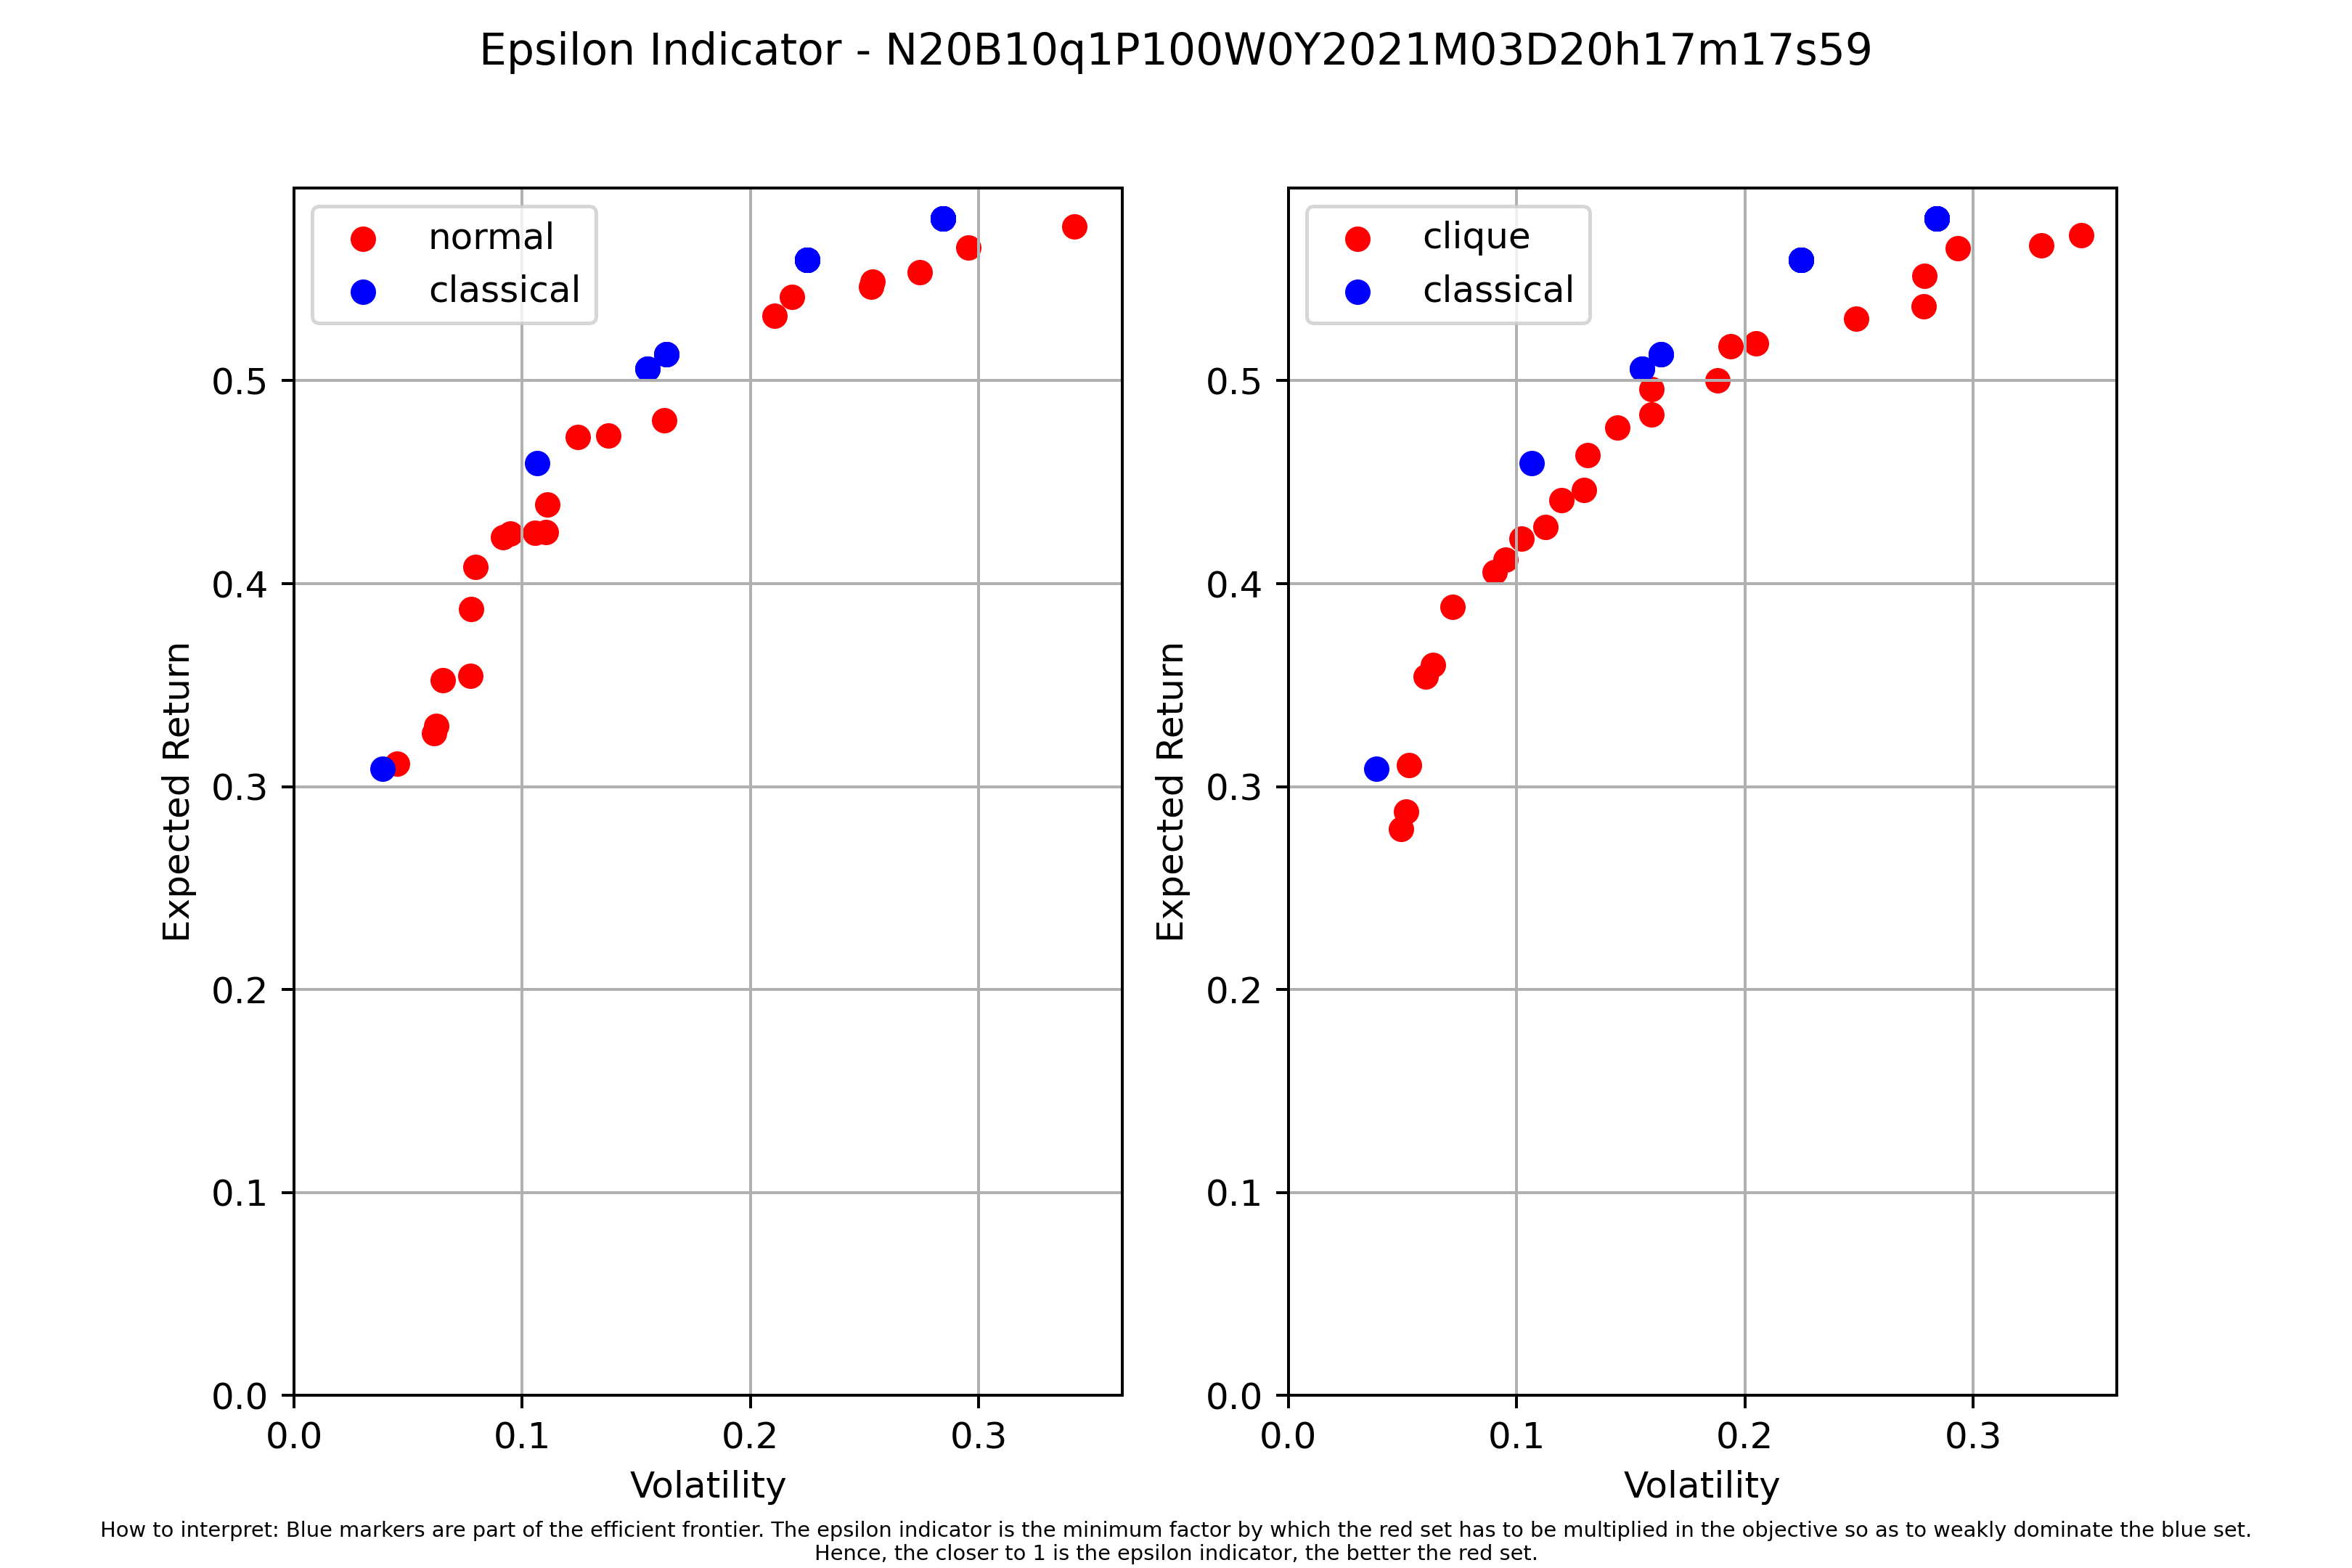 Epsilon Indicator - N20B10q1P100W0Y2021M03D20h17m17s59
normal
classical
0.5
0.4
0.3
0.2
0.1
0.0
Expected Return
0.0 0.1 0.2 0.3
Volatility
clique
classical
0.5
0.4
0.3
0.2
0.1
0.0
Expected Return
0.0 0.1 0.2 0.3
Volatility
How to interpret: Blue markers are part of the efficient frontier. The epsilon indicator is the minimum factor by which the red set has to be multiplied in the objective so as to weakly dominate the blue set.
Hence, the closer to 1 is the epsilon indicator, the better the red set.